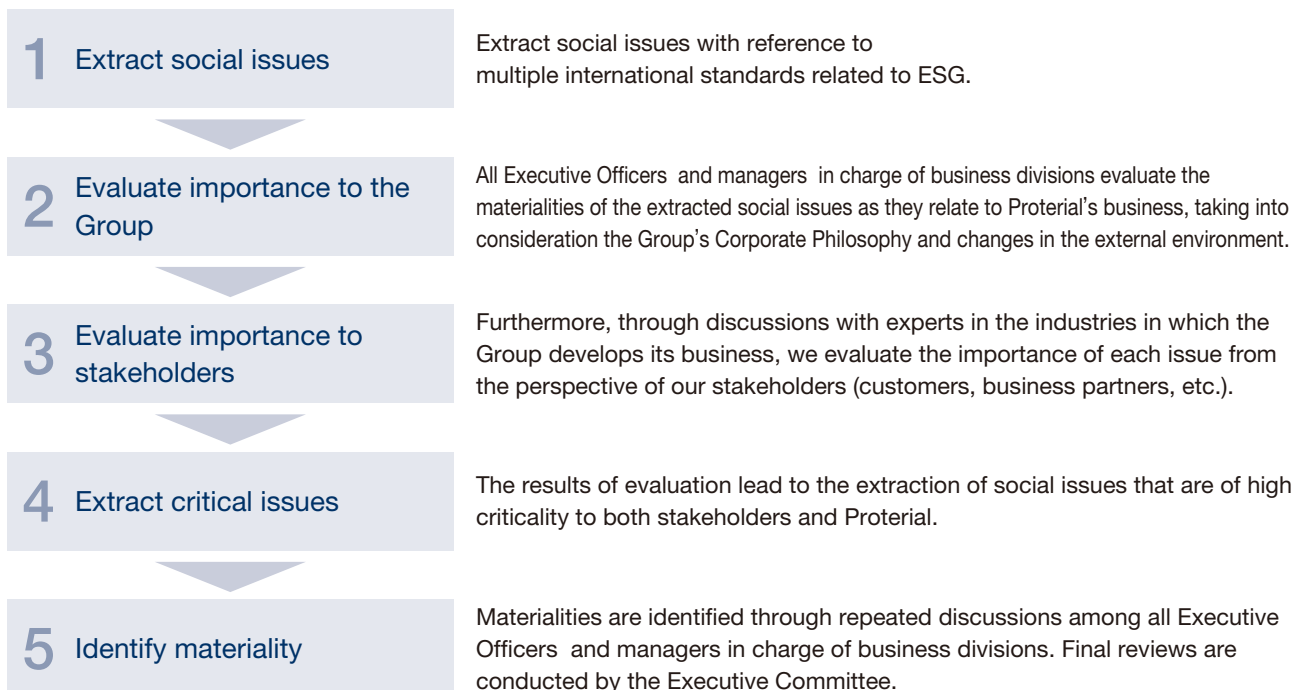 1 Extract social issues
Extract social issues with reference to
multiple international standards related to ESG.
2 Evaluate importance to the
Group
All Executive Officers and managers in charge of business divisions evaluate the
materialities of the extracted social issues as they relate to Proterial's business, taking into
consideration the Group's Corporate Philosophy and changes in the external environment.
3 Evaluate importance to
stakeholders
Furthermore, through discussions with experts in the industries in which the
Group develops its business, we evaluate the importance of each issue from
the perspective of our stakeholders (customers, business partners, etc.).
4 Extract critical issues
The results of evaluation lead to the extraction of social issues that are of high
criticality to both stakeholders and Proterial.
5 Identify materiality
Materialities are identified through repeated discussions among all Executive
Officers and managers in charge of business divisions. Final reviews are
conducted by the Executive Committee.